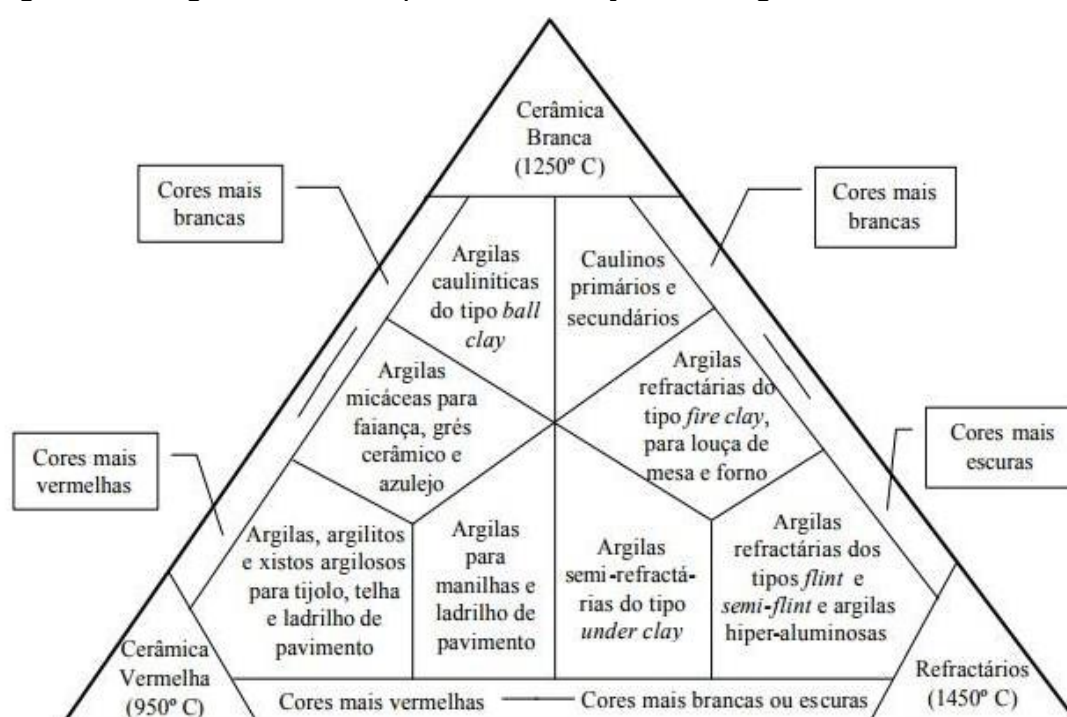 Cerâmica
Branca
(1250º C)
Cores mais
brancas
Cores mais
brancas
Argilas
cauliníticas
do tipo ball
clay
Caulinos
primários e
secundários
Argilas
micáceas para
faiança, grés
cerâmico e
azulejo
Argilas
refractárias do
tipo fire clay,
para louça de
mesa e forno
Cores mais
vermelhas
Cores mais
escuras
Argilas, argilitos
e xistos argilosos
para tijolo, telha
e ladrilho de
pavimento
Argilas
para
manilhas e
ladrilho de
pavimento
Argilas
semi-refractá-
rias do tipo
under clay
Argilas
refractárias dos
tipos flint e
semi-flint e argilas
hiper-aluminosas
Cerâmica
Vermelha
(950º C)
Cores mais vermelhas
Cores mais brancas ou escuras
Refractários
(1450º C)